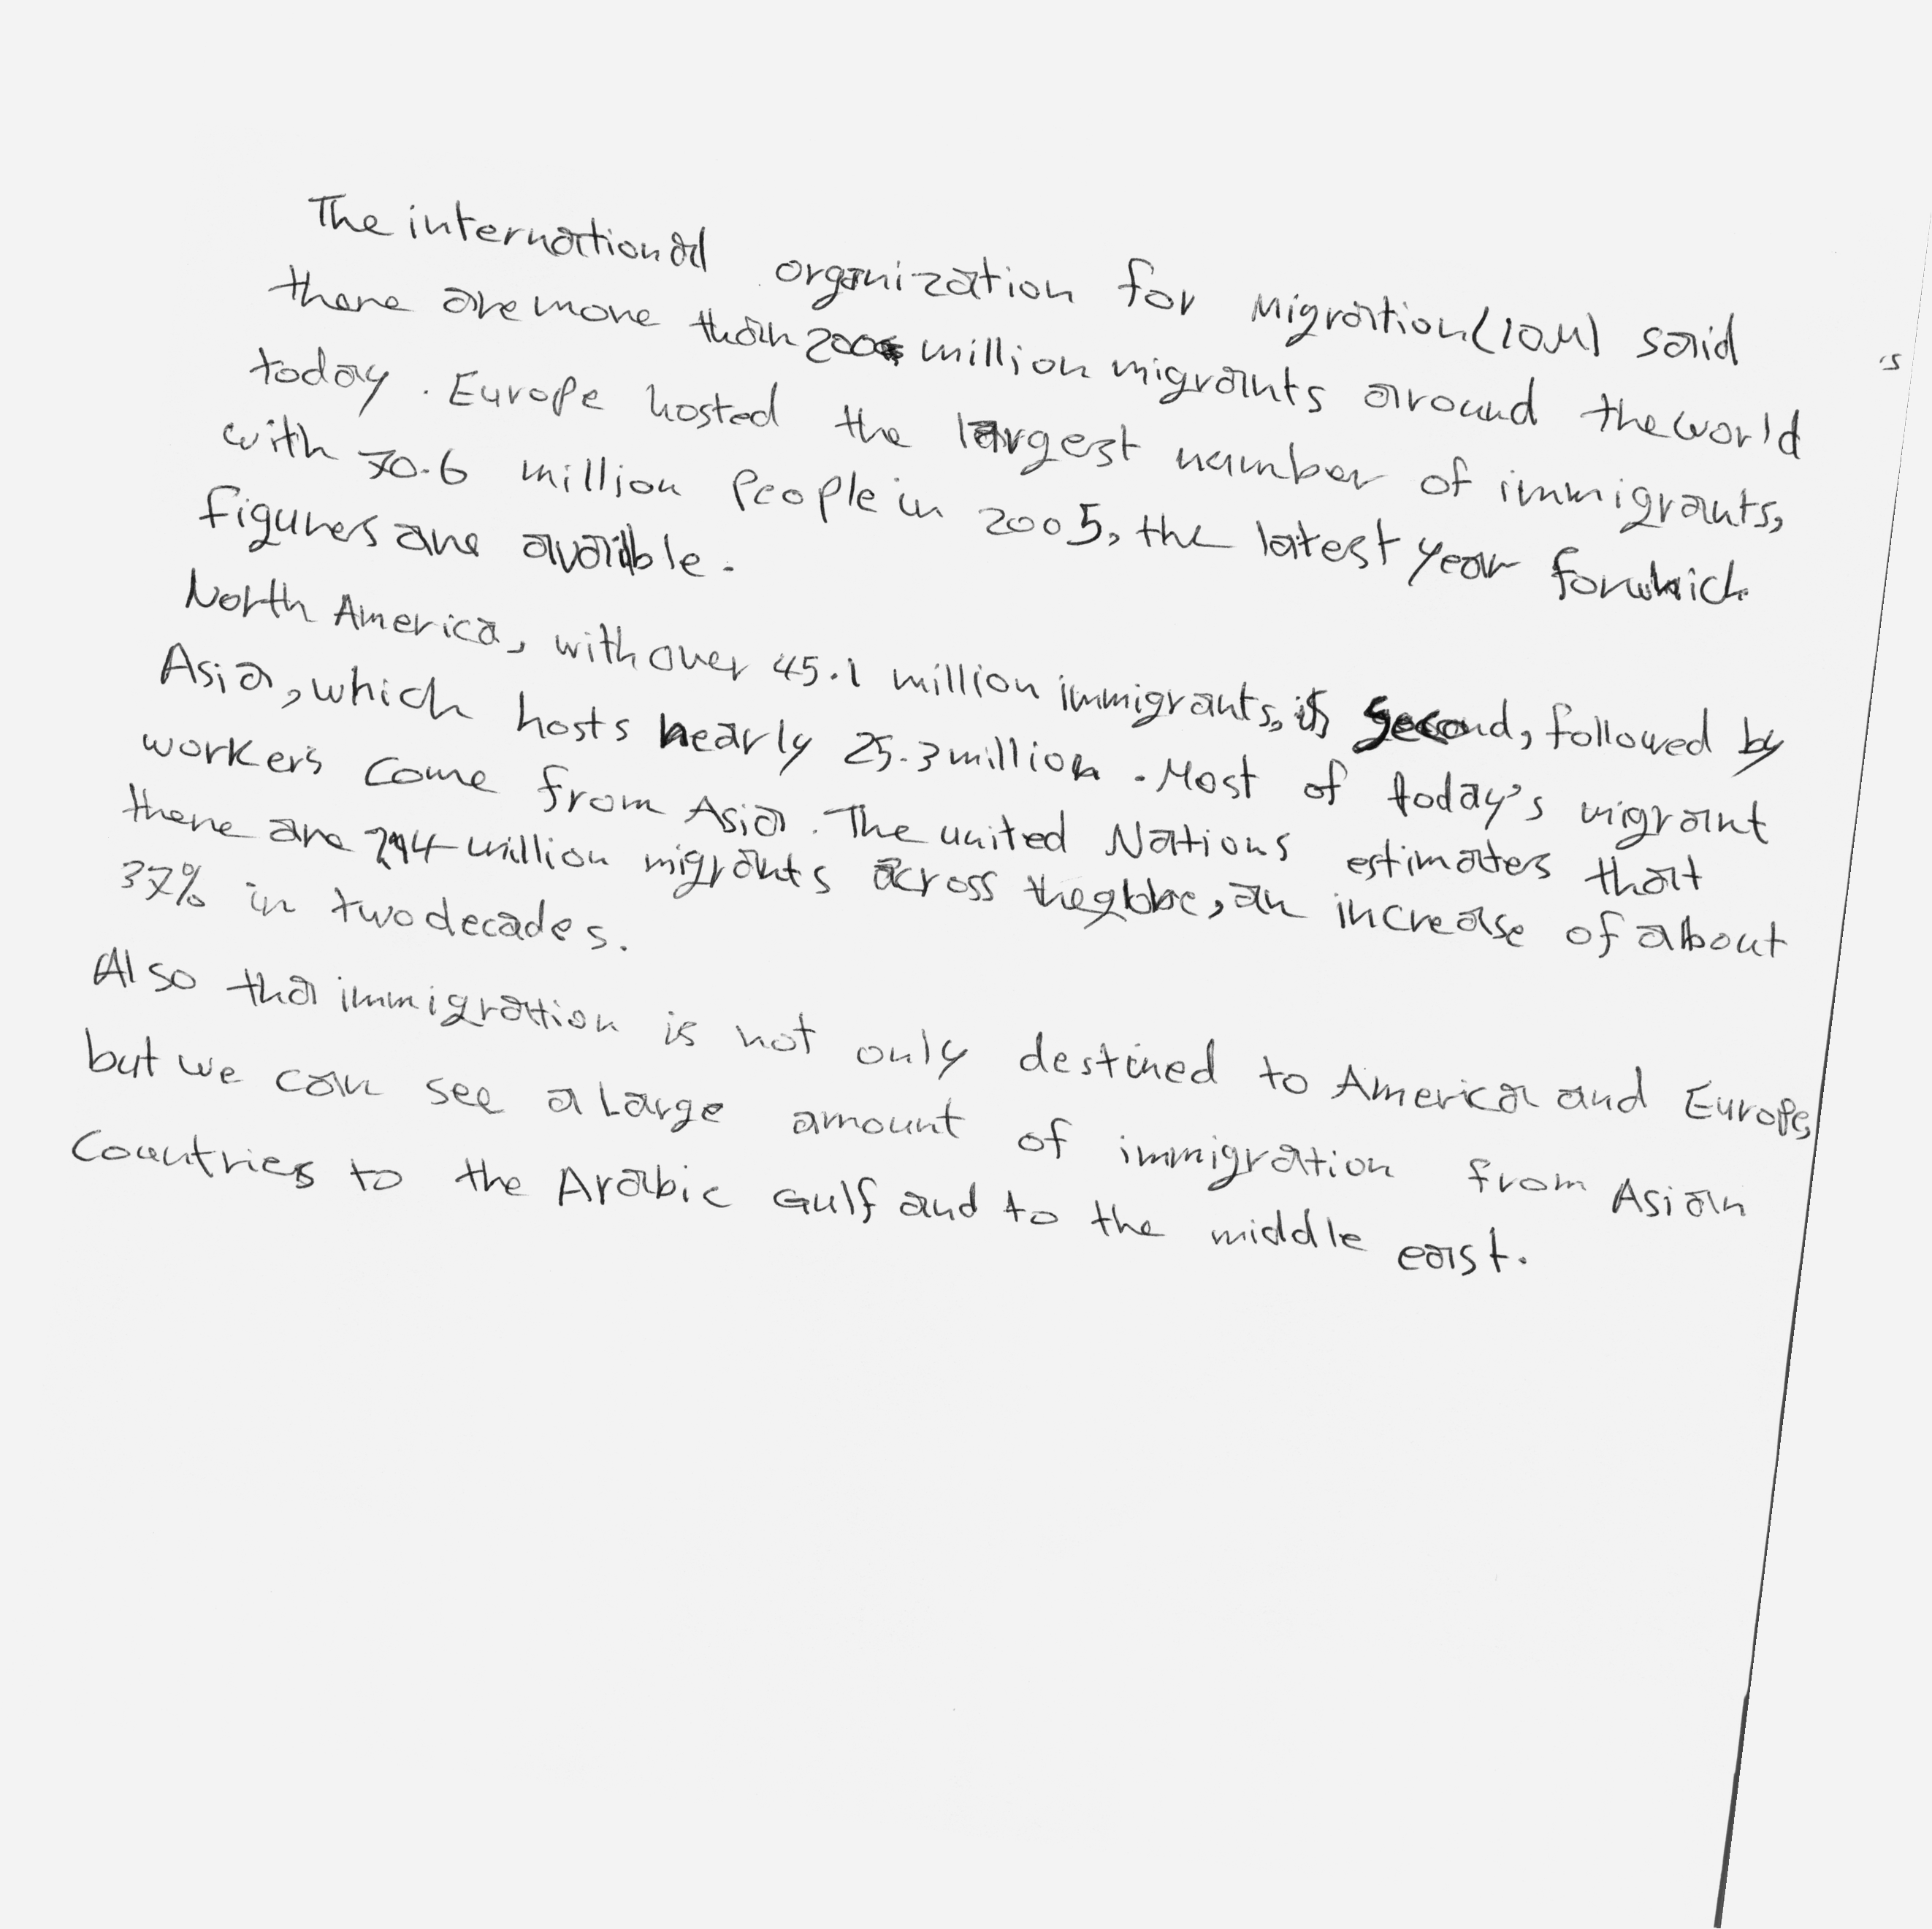 The international organization for Migration (IOM) said
there are more than 200 million migrants around the world
today. Europe hosted the largest number of immigrants,
with 70.6 million people in 2005, the latest year for which
figures are availble.
North America, with over 45.1 million immigrants, is second, followed by
Asia, which hosts nearly 25.3 million. Most of today's migrant
workers come from Asia. The united Nations estimates that
there are 214 million migrants across the globe, an increase of about
37% in two decades.
Also tha immigration is not only destined to America and Europe,
but we can see a large amount of immigration from Asian
Countries to the Arabic Gulf and to the middle east.